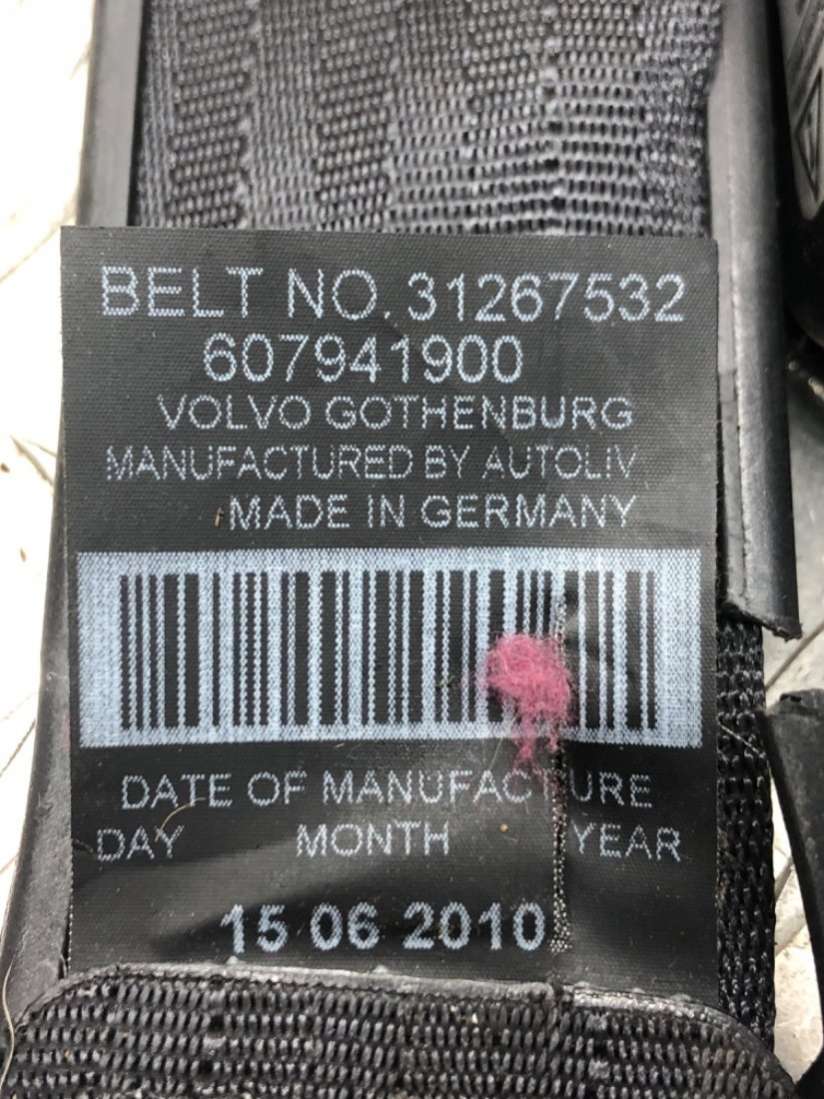 BELT NO. 31267532
607941900
VOLVO GOTHENBURG
MANUFACTURED BY AUTOLIV
MADE IN GERMANY
DATE OF MANUFACTURE
DAY MONTH YEAR
15 06 2010